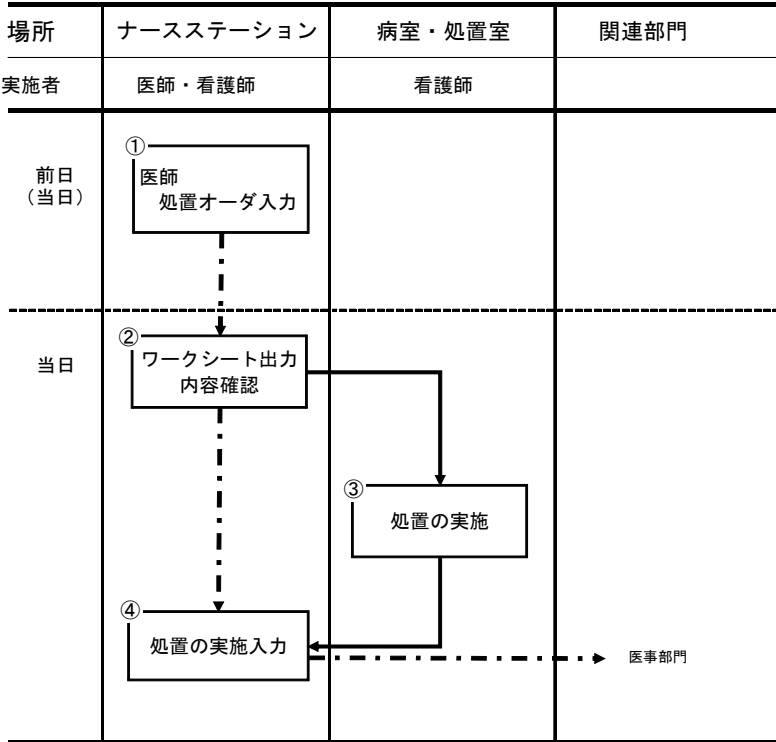 場所
ナースステーション
病室・処置室
関連部門
実施者
医師・看護師
看護師
前日
（当日）
①
医師
処置オーダ入力
当日
②
ワークシート出力
内容確認
③
処置の実施
④
処置の実施入力
医事部門